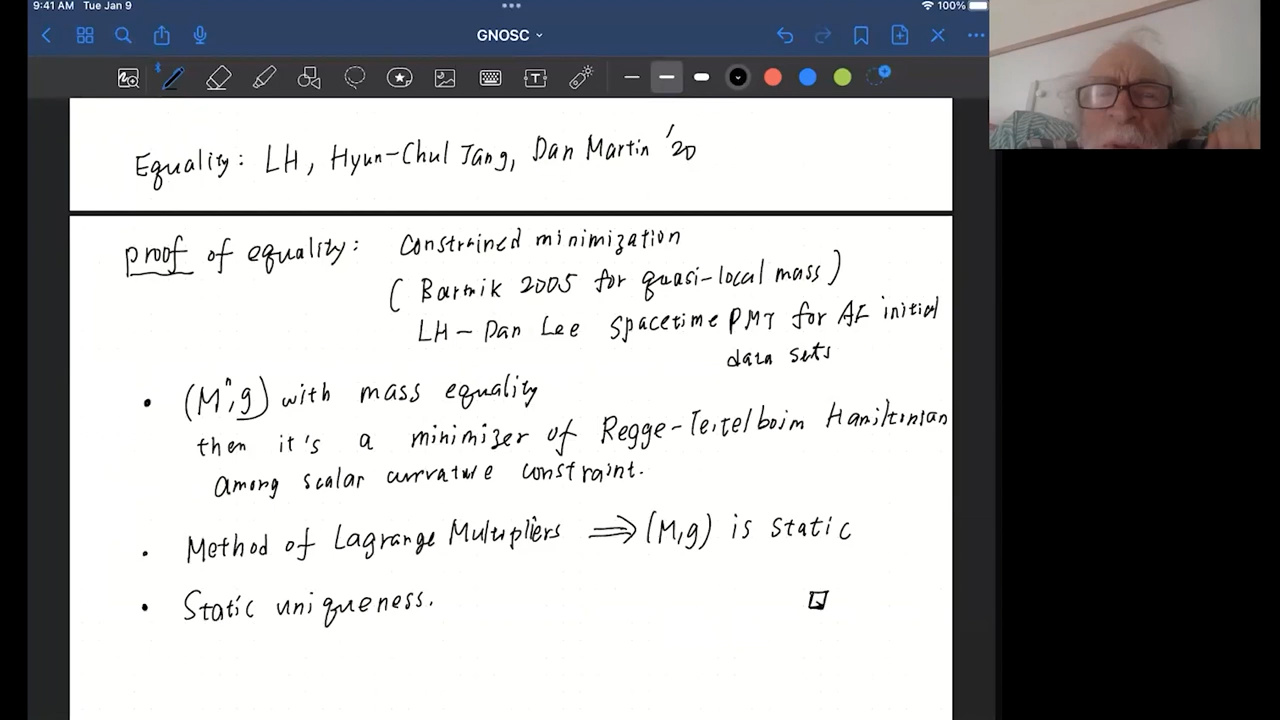 9:41 AM Tue Jan 9
100%
GNOSC
Equality: LH, Hyun-Chul Jang, Dan Martin '20
proof of equality: Constrained minimization
(Bartnik 2005 for quasi-local mass)
LH - Dan Lee spacetime PMT for AF initial
data sets
• (Mⁿ, g) with mass equality
then it's a minimizer of Regge-Teitelboim Hamiltonian
among scalar curvature constraint.
• Method of Lagrange Multipliers ⟹ (M,g) is static
• Static uniqueness. □